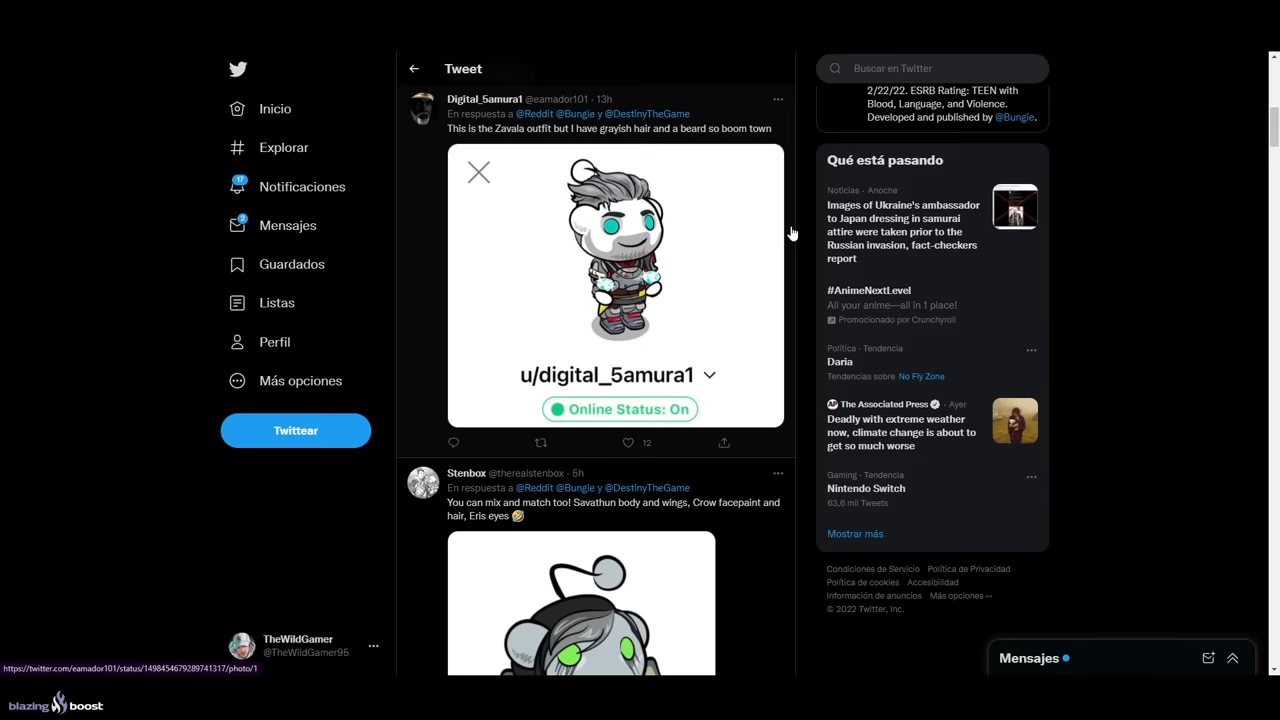 Inicio
Explorar
17
Notificaciones
2
Mensajes
Guardados
Listas
Perfil
Más opciones
Twittear
TheWildGamer
@TheWildGamer95
https://twitter.com/eamador101/status/1498454679289741317/photo/1
blazing boost
Tweet
Digital_5amura1 @eamador101 · 13h
En respuesta a @Reddit @Bungie y @DestinyTheGame
This is the Zavala outfit but I have grayish hair and a beard so boom town
u/digital_5amura1
Online Status: On
12
Stenbox @therealstenbox · 5h
En respuesta a @Reddit @Bungie y @DestinyTheGame
You can mix and match too! Savathun body and wings, Crow facepaint and
hair, Eris eyes 🤣
Buscar en Twitter
2/22/22. ESRB Rating: TEEN with
Blood, Language, and Violence.
Developed and published by @Bungie.
Qué está pasando
Noticias · Anoche
Images of Ukraine's ambassador
to Japan dressing in samurai
attire were taken prior to the
Russian invasion, fact-checkers
report
#AnimeNextLevel
All your anime—all in 1 place!
Promocionado por Crunchyroll
Política · Tendencia
Daria
Tendencias sobre No Fly Zone
AP The Associated Press · Ayer
Deadly with extreme weather
now, climate change is about to
get so much worse
Gaming · Tendencia
Nintendo Switch
63,6 mil Tweets
Mostrar más
Condiciones de Servicio Política de Privacidad
Política de cookies Accesibilidad
Información de anuncios Más opciones ···
© 2022 Twitter, Inc.
Mensajes